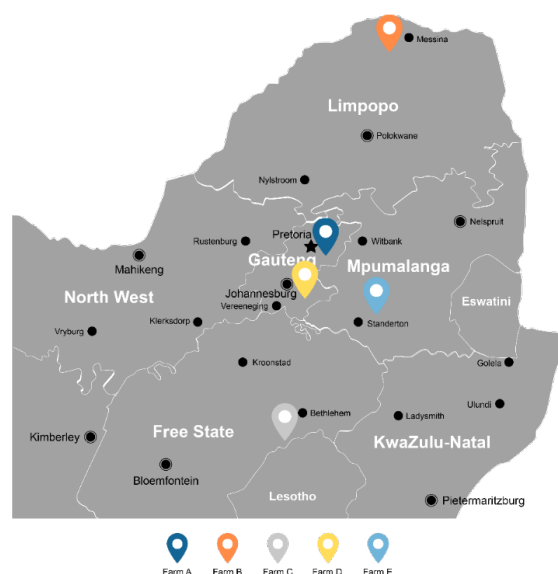 Messina
Limpopo
Polokwane
Nylstroom
Nelspruit
Pretoria
Rustenburg
Witbank
Gauteng
Mpumalanga
Mahikeng
Johannesburg
North West
Eswatini
Vereeneging
Klerksdorp
Standerton
Vryburg
Kroonstad
Golela
Ulundi
Bethlehem
Ladysmith
Free State
Kimberley
KwaZulu-Natal
Bloemfontein
Lesotho
Pietermaritzburg
Farm A Farm B Farm C Farm D Farm E